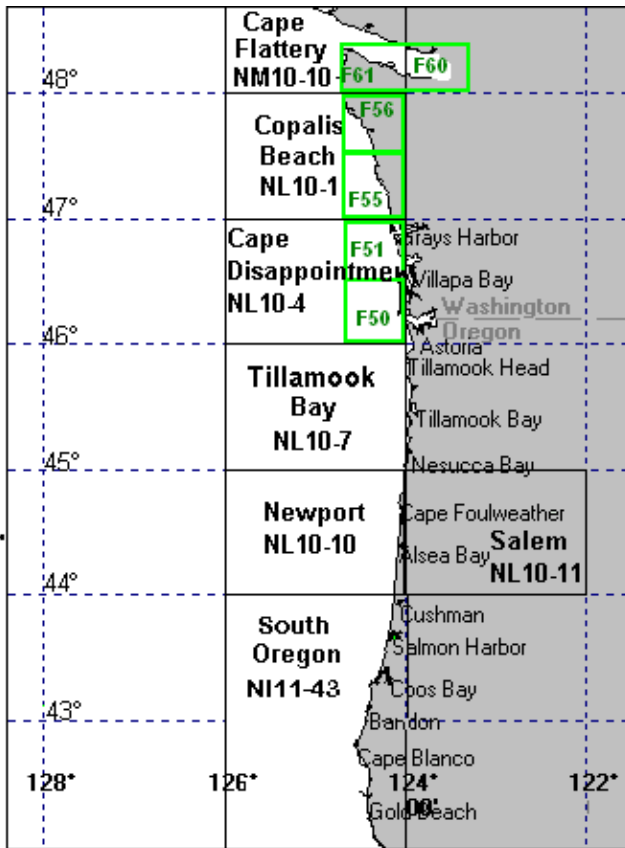 Cape
Flattery
NM10-10
F61
F60
48°
F56
Copalis
Beach
NL10-1
F55
47°
Cape
Disappointme
NL10-4
F51
F50
Grays Harbor
Villapa Bay
Washington
Oregon
46°
Astoria
Tillamook Head
Tillamook
Bay
NL10-7
Tillamook Bay
45°
Nesucca Bay
Newport
NL10-10
Cape Foulweather
Alsea Bay
Salem
NL10-11
44°
South
Oregon
NI11-43
Cushman
Salmon Harbor
Coos Bay
43°
Bandon
Cape Blanco
128°
126°
124°
00'
122°
Gold Beach